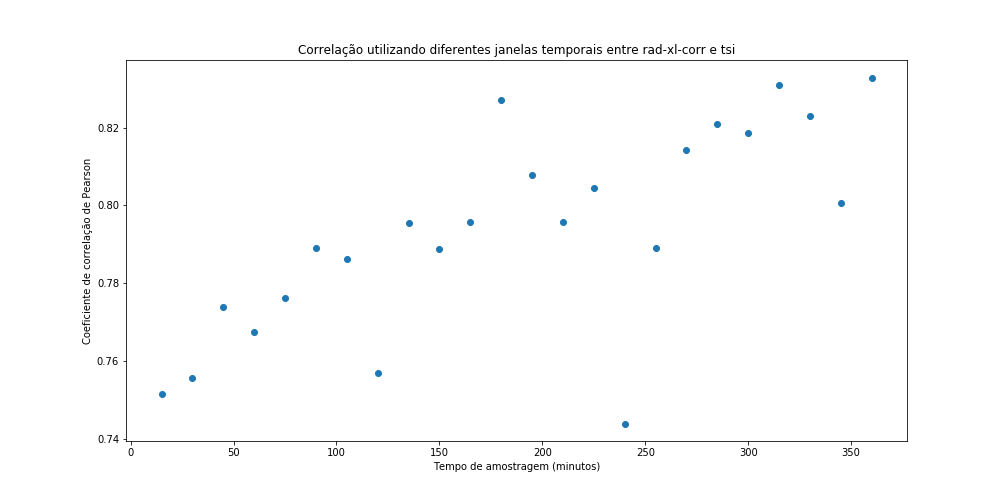 Correlação utilizando diferentes janelas temporais entre rad-xl-corr e tsi
Coeficiente de correlação de Pearson
0.82
0.80
0.78
0.76
0.74
0 50 100 150 200 250 300 350
Tempo de amostragem (minutos)